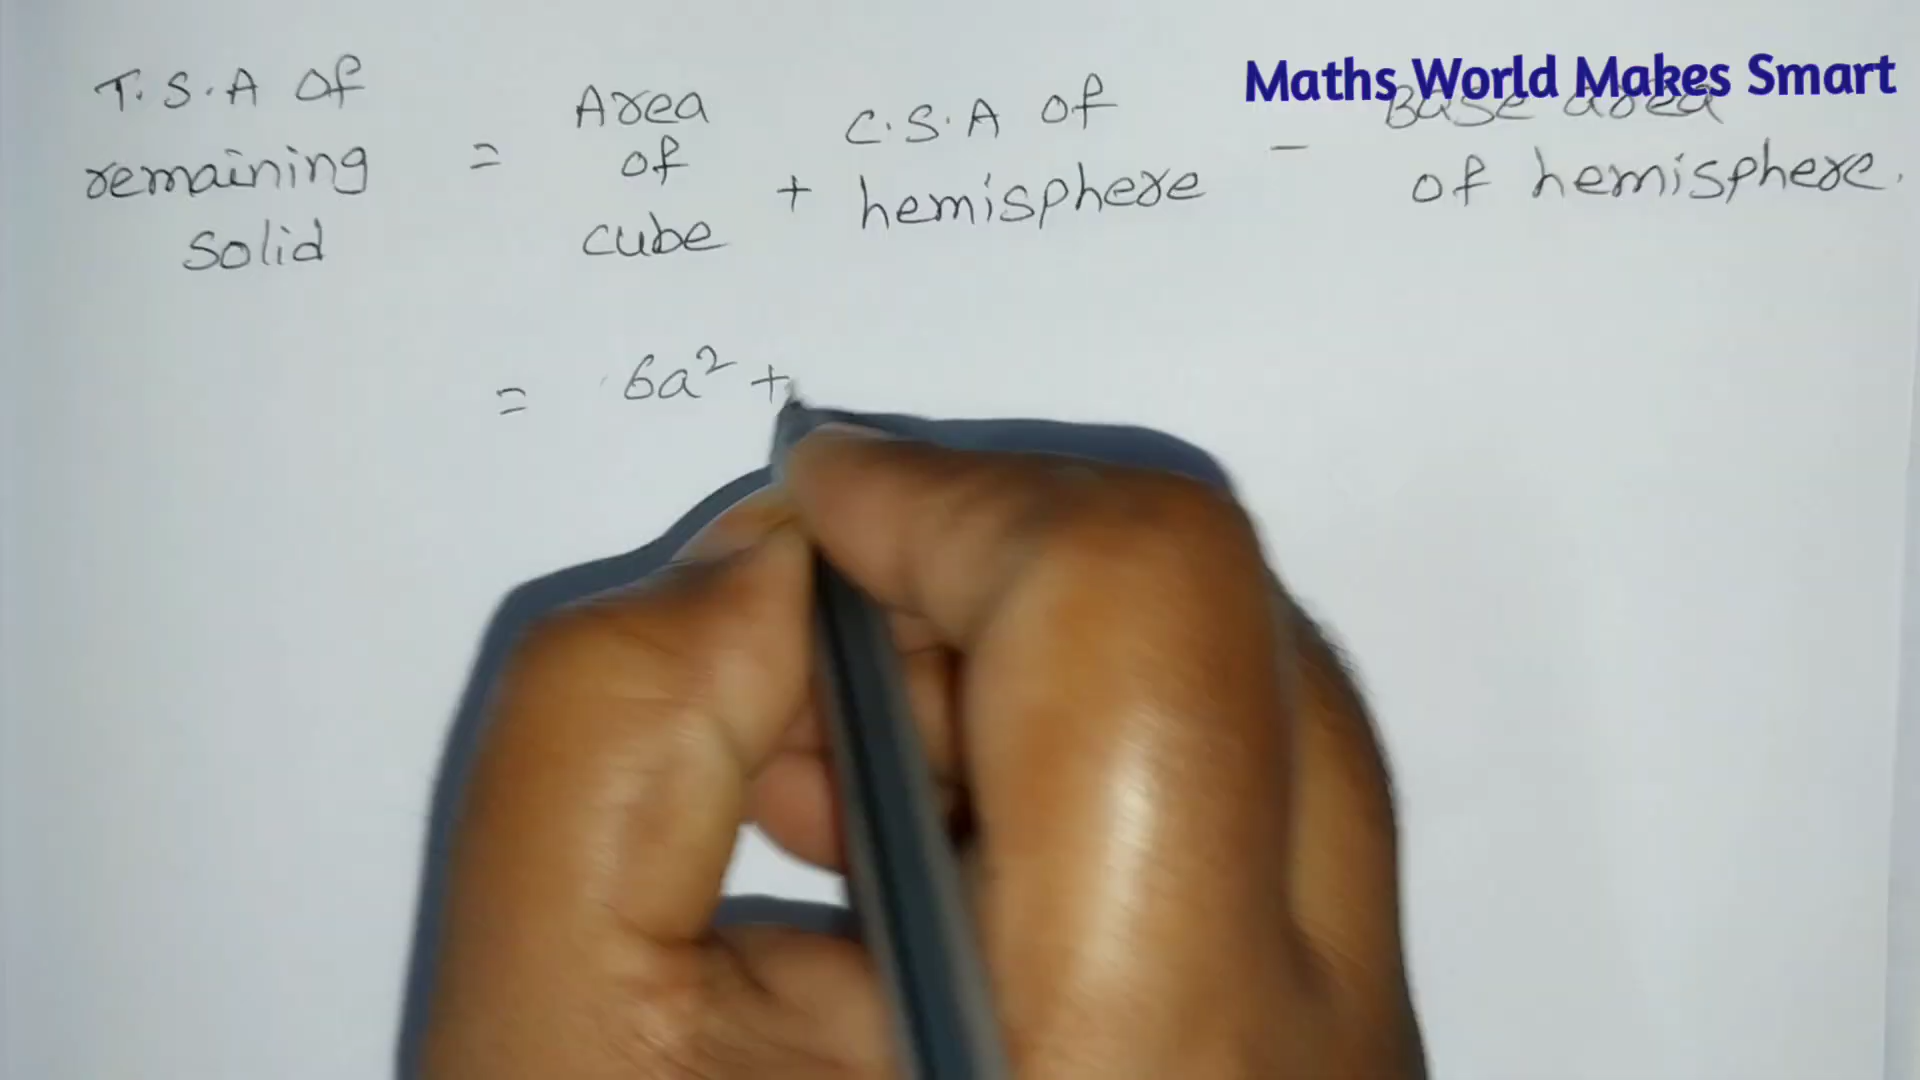 Maths World Makes Smart
T.S.A of remaining solid = Area of cube + C.S.A of hemisphere - Base area of hemisphere.
= 6a² +